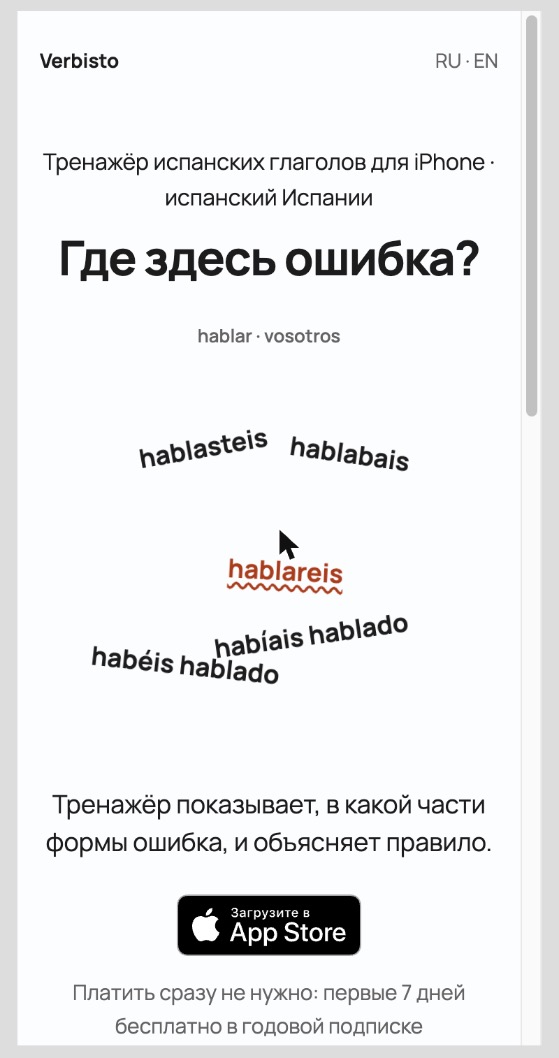 Verbisto
RU · EN
Тренажёр испанских глаголов для iPhone ·
испанский Испании
Где здесь ошибка?
hablar · vosotros
hablasteis
hablabais
hablareis
habíais hablado
habéis hablado
Тренажёр показывает, в какой части
формы ошибка, и объясняет правило.
Загрузите в
App Store
Платить сразу не нужно: первые 7 дней
бесплатно в годовой подписке